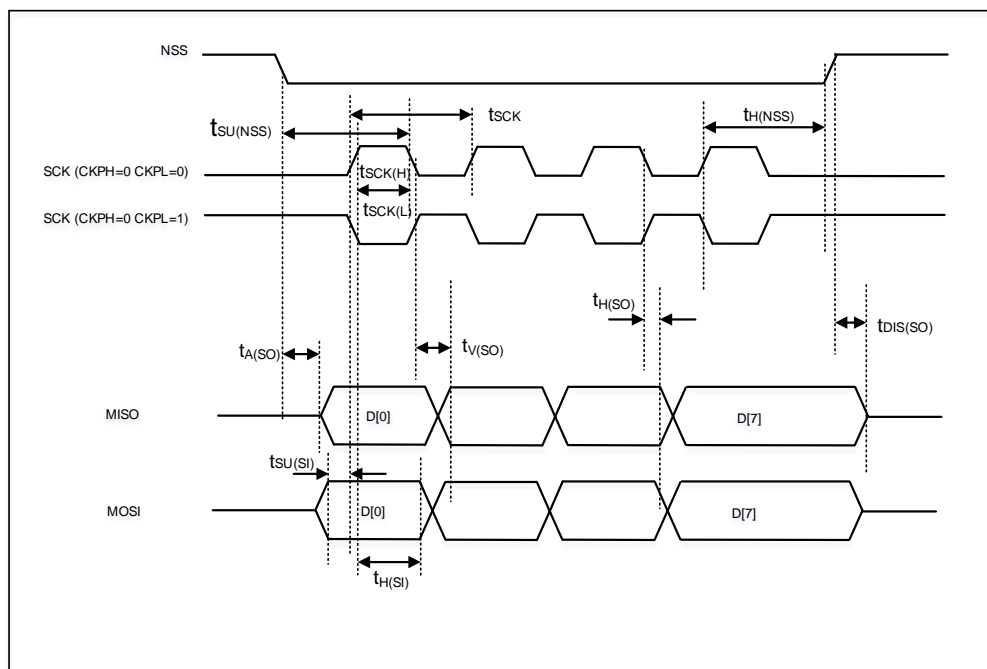 NSS
tSU(NSS)
tSCK
tH(NSS)
SCK (CKPH=0 CKPL=0)
tSCK(H)
tSCK(L)
SCK (CKPH=0 CKPL=1)
tH(SO)
tDIS(SO)
tA(SO)
tV(SO)
MISO
D[0]
D[7]
tSU(SI)
MOSI
D[0]
D[7]
tH(SI)